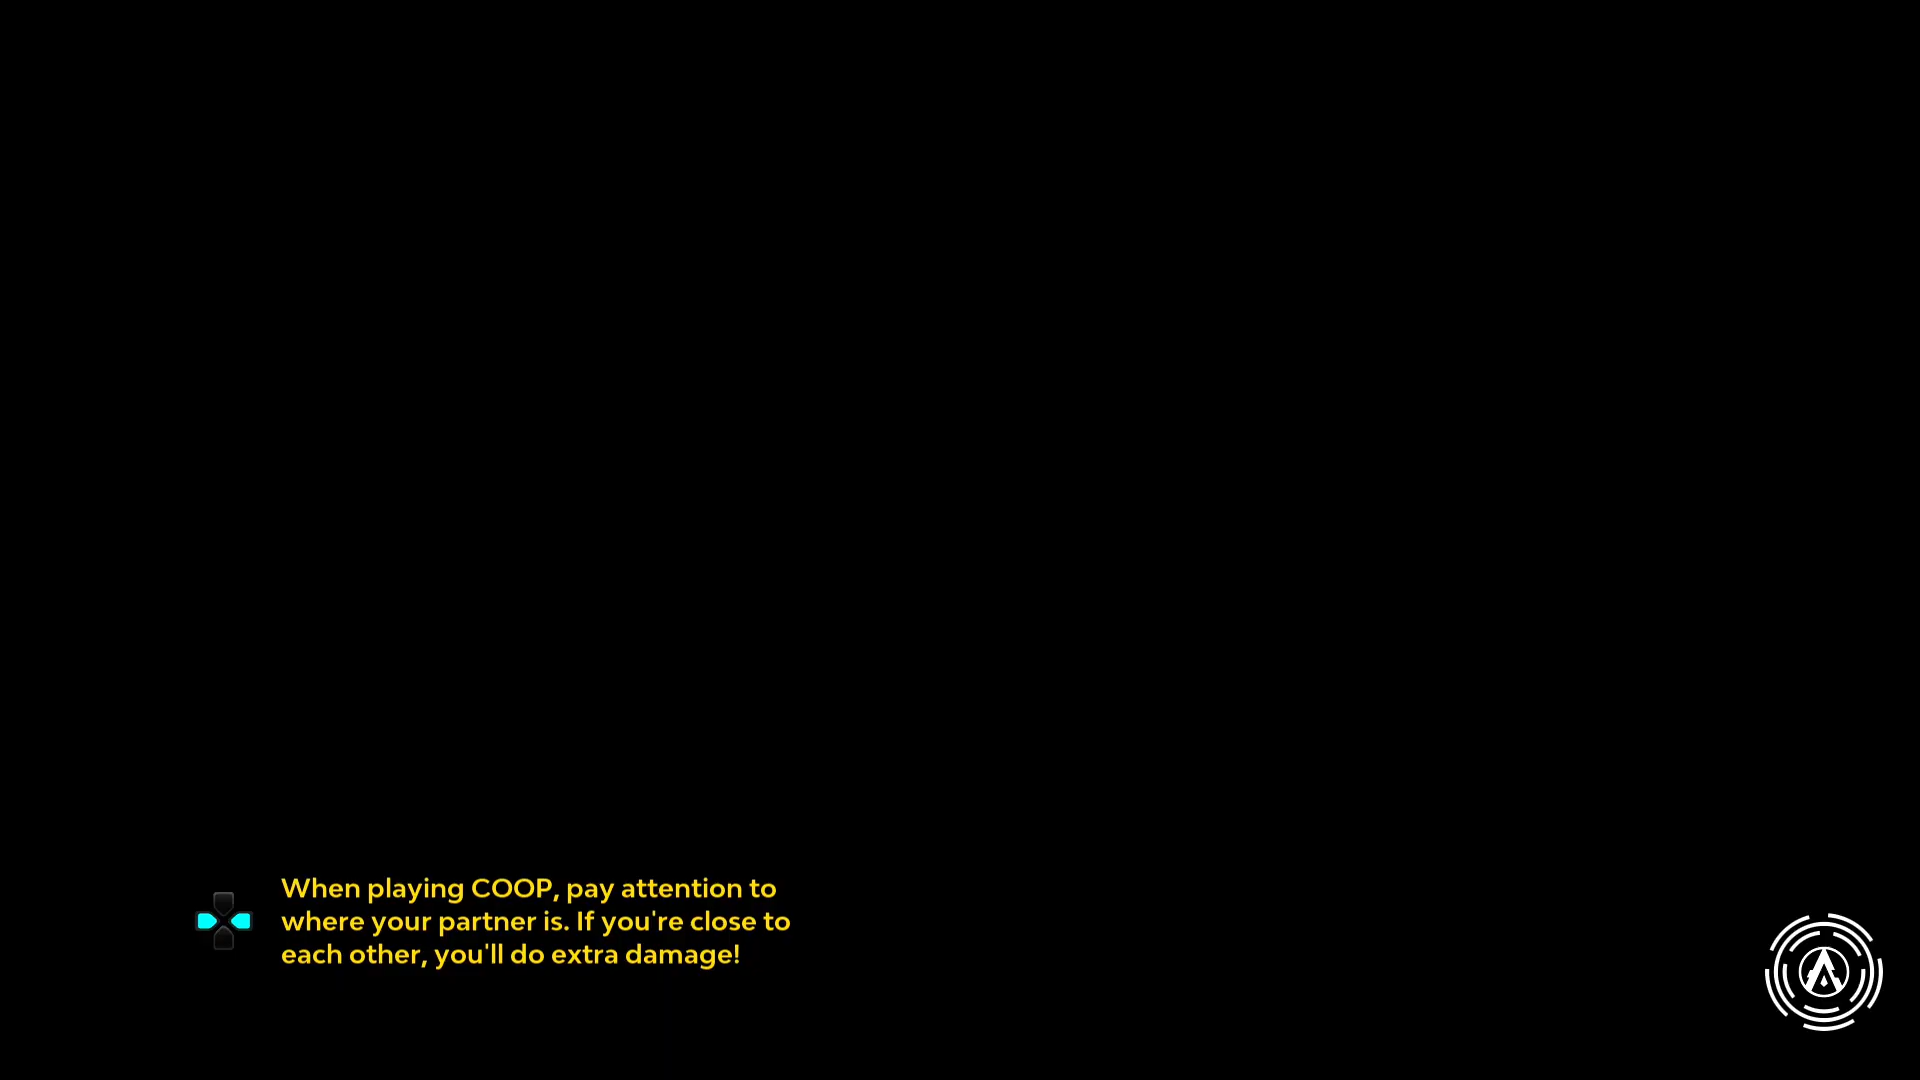 When playing COOP, pay attention to
where your partner is. If you're close to
each other, you'll do extra damage!